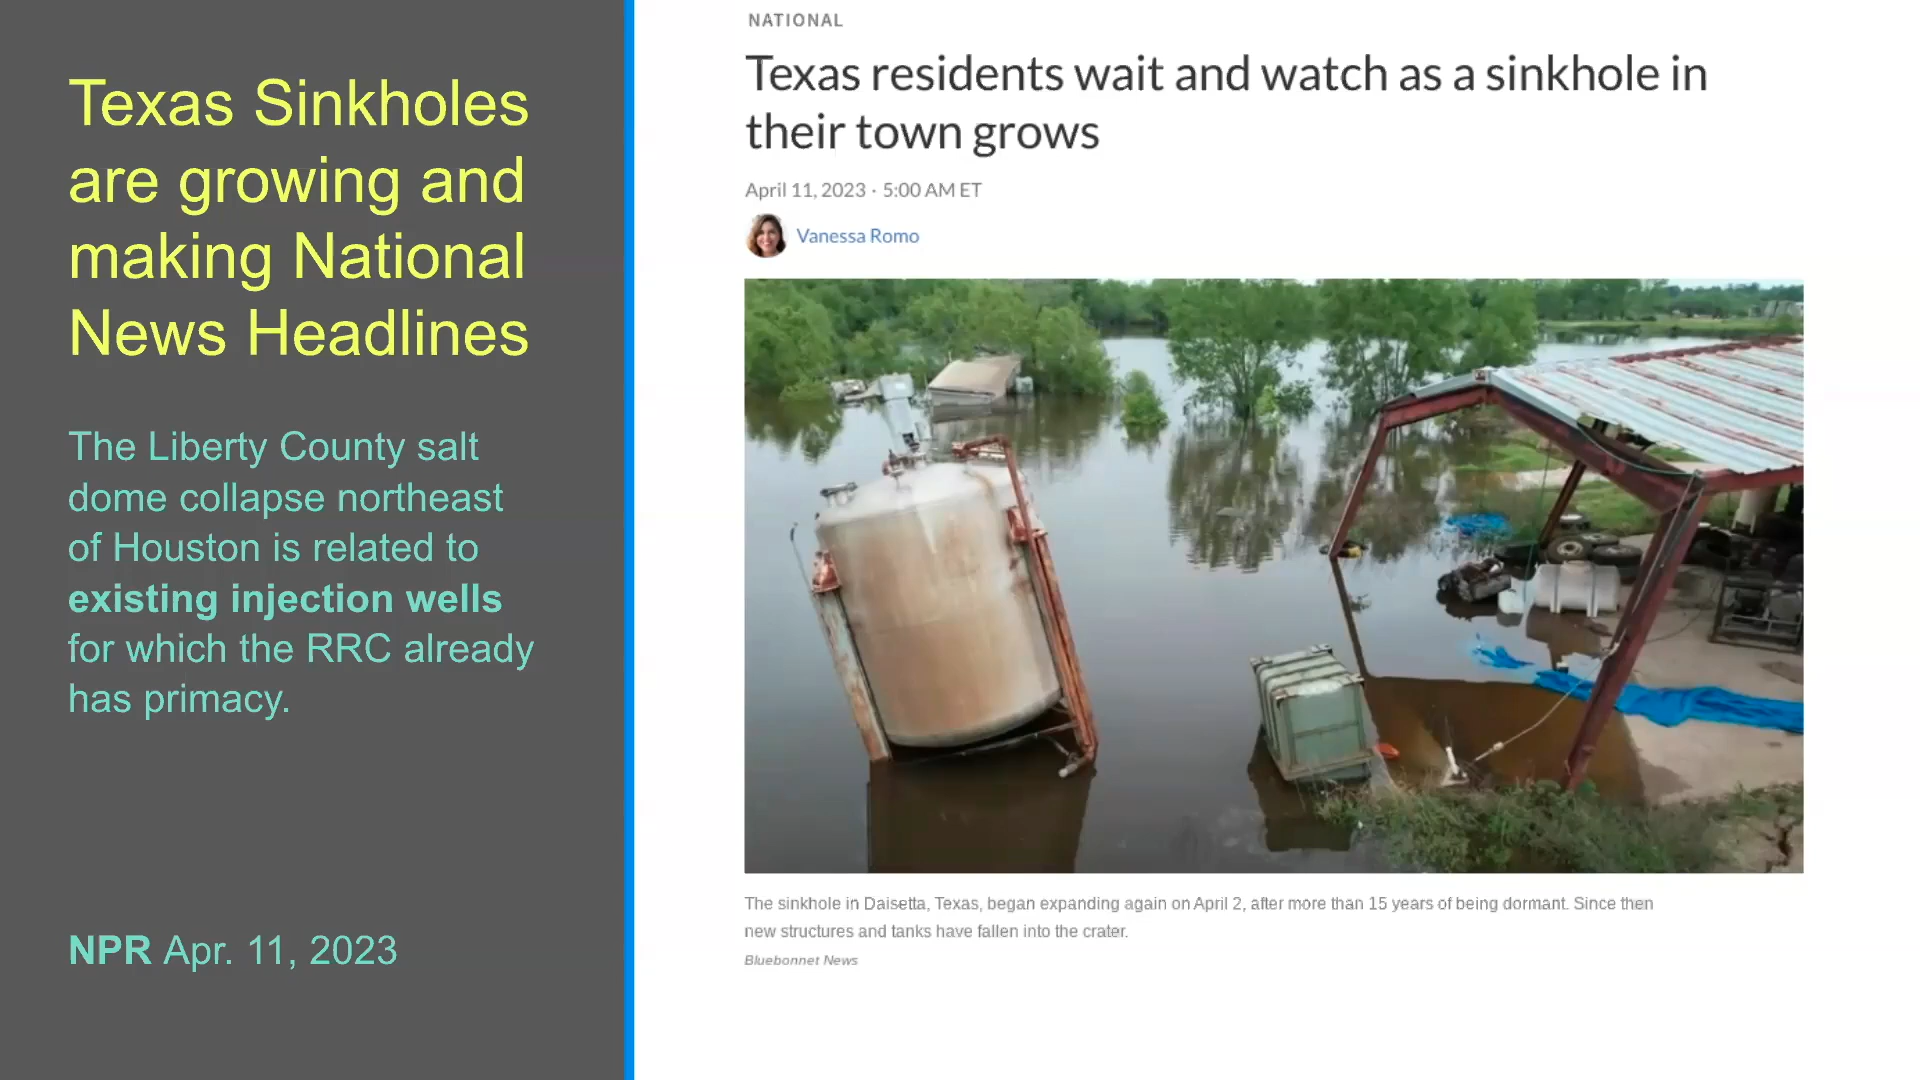 Texas Sinkholes
are growing and
making National
News Headlines
The Liberty County salt
dome collapse northeast
of Houston is related to
existing injection wells
for which the RRC already
has primacy.
NPR Apr. 11, 2023
NATIONAL
Texas residents wait and watch as a sinkhole in
their town grows
April 11, 2023 · 5:00 AM ET
Vanessa Romo
The sinkhole in Daisetta, Texas, began expanding again on April 2, after more than 15 years of being dormant. Since then
new structures and tanks have fallen into the crater.
Bluebonnet News